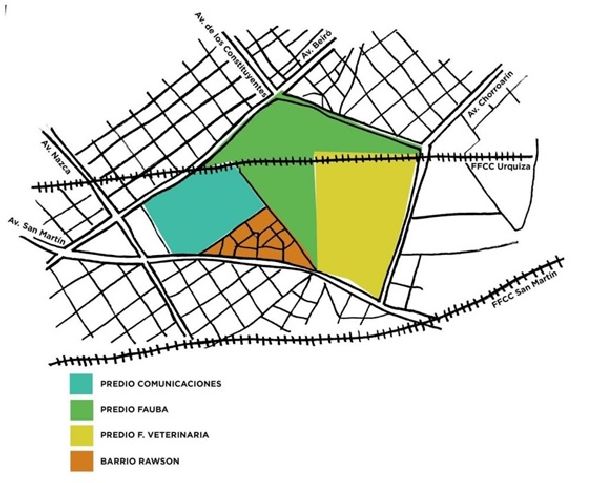 Av. de los Constituyentes
Av. Beiró
Av. Chorroarín
Av. Nazca
FFCC Urquiza
Av. San Martín
FFCC San Martín
PREDIO COMUNICACIONES
PREDIO FAUBA
PREDIO F. VETERINARIA
BARRIO RAWSON